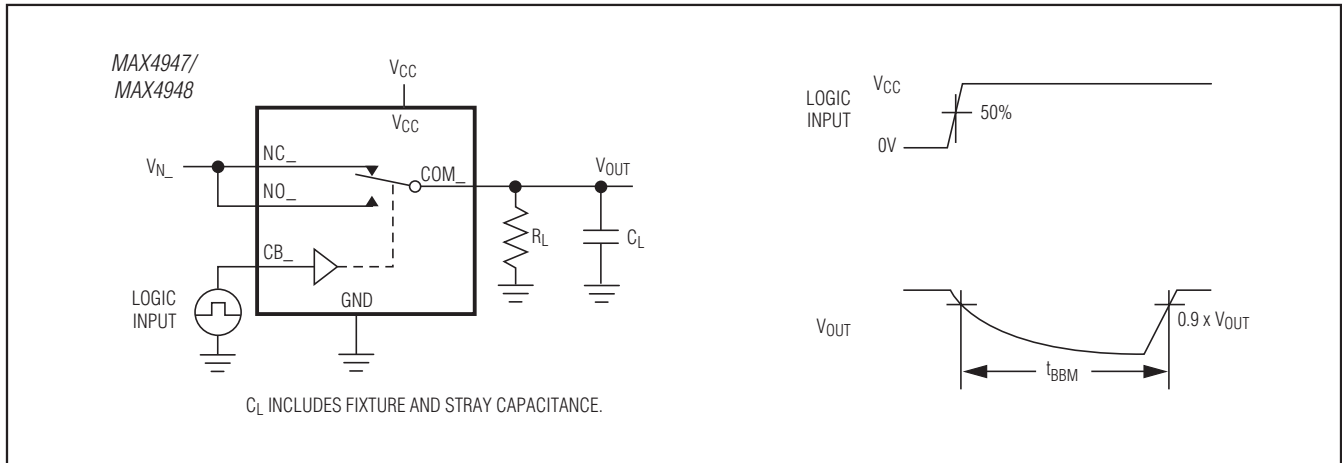 MAX4947/
MAX4948
VCC
VCC
VN_
NC_
NO_
COM_
VOUT
RL
CL
CB_
LOGIC
INPUT
GND
CL INCLUDES FIXTURE AND STRAY CAPACITANCE.
LOGIC
INPUT
VCC
0V
50%
VOUT
0.9 x VOUT
tBBM